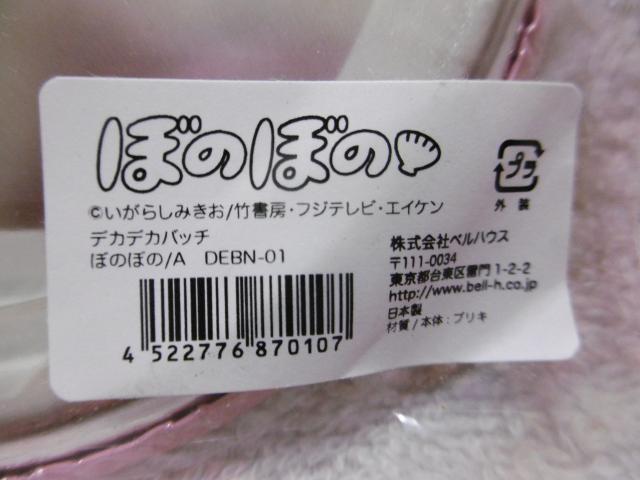 ぼのぼの
プラ
外装
©いがらしみきお/竹書房・フジテレビ・エイケン
デカデカバッチ
ぼのぼの/A DEBN-01
4 522776 870107
株式会社ベルハウス
〒111-0034
東京都台東区雷門1-2-2
http://www.bell-h.co.jp
日本製
材質/本体:ブリキ